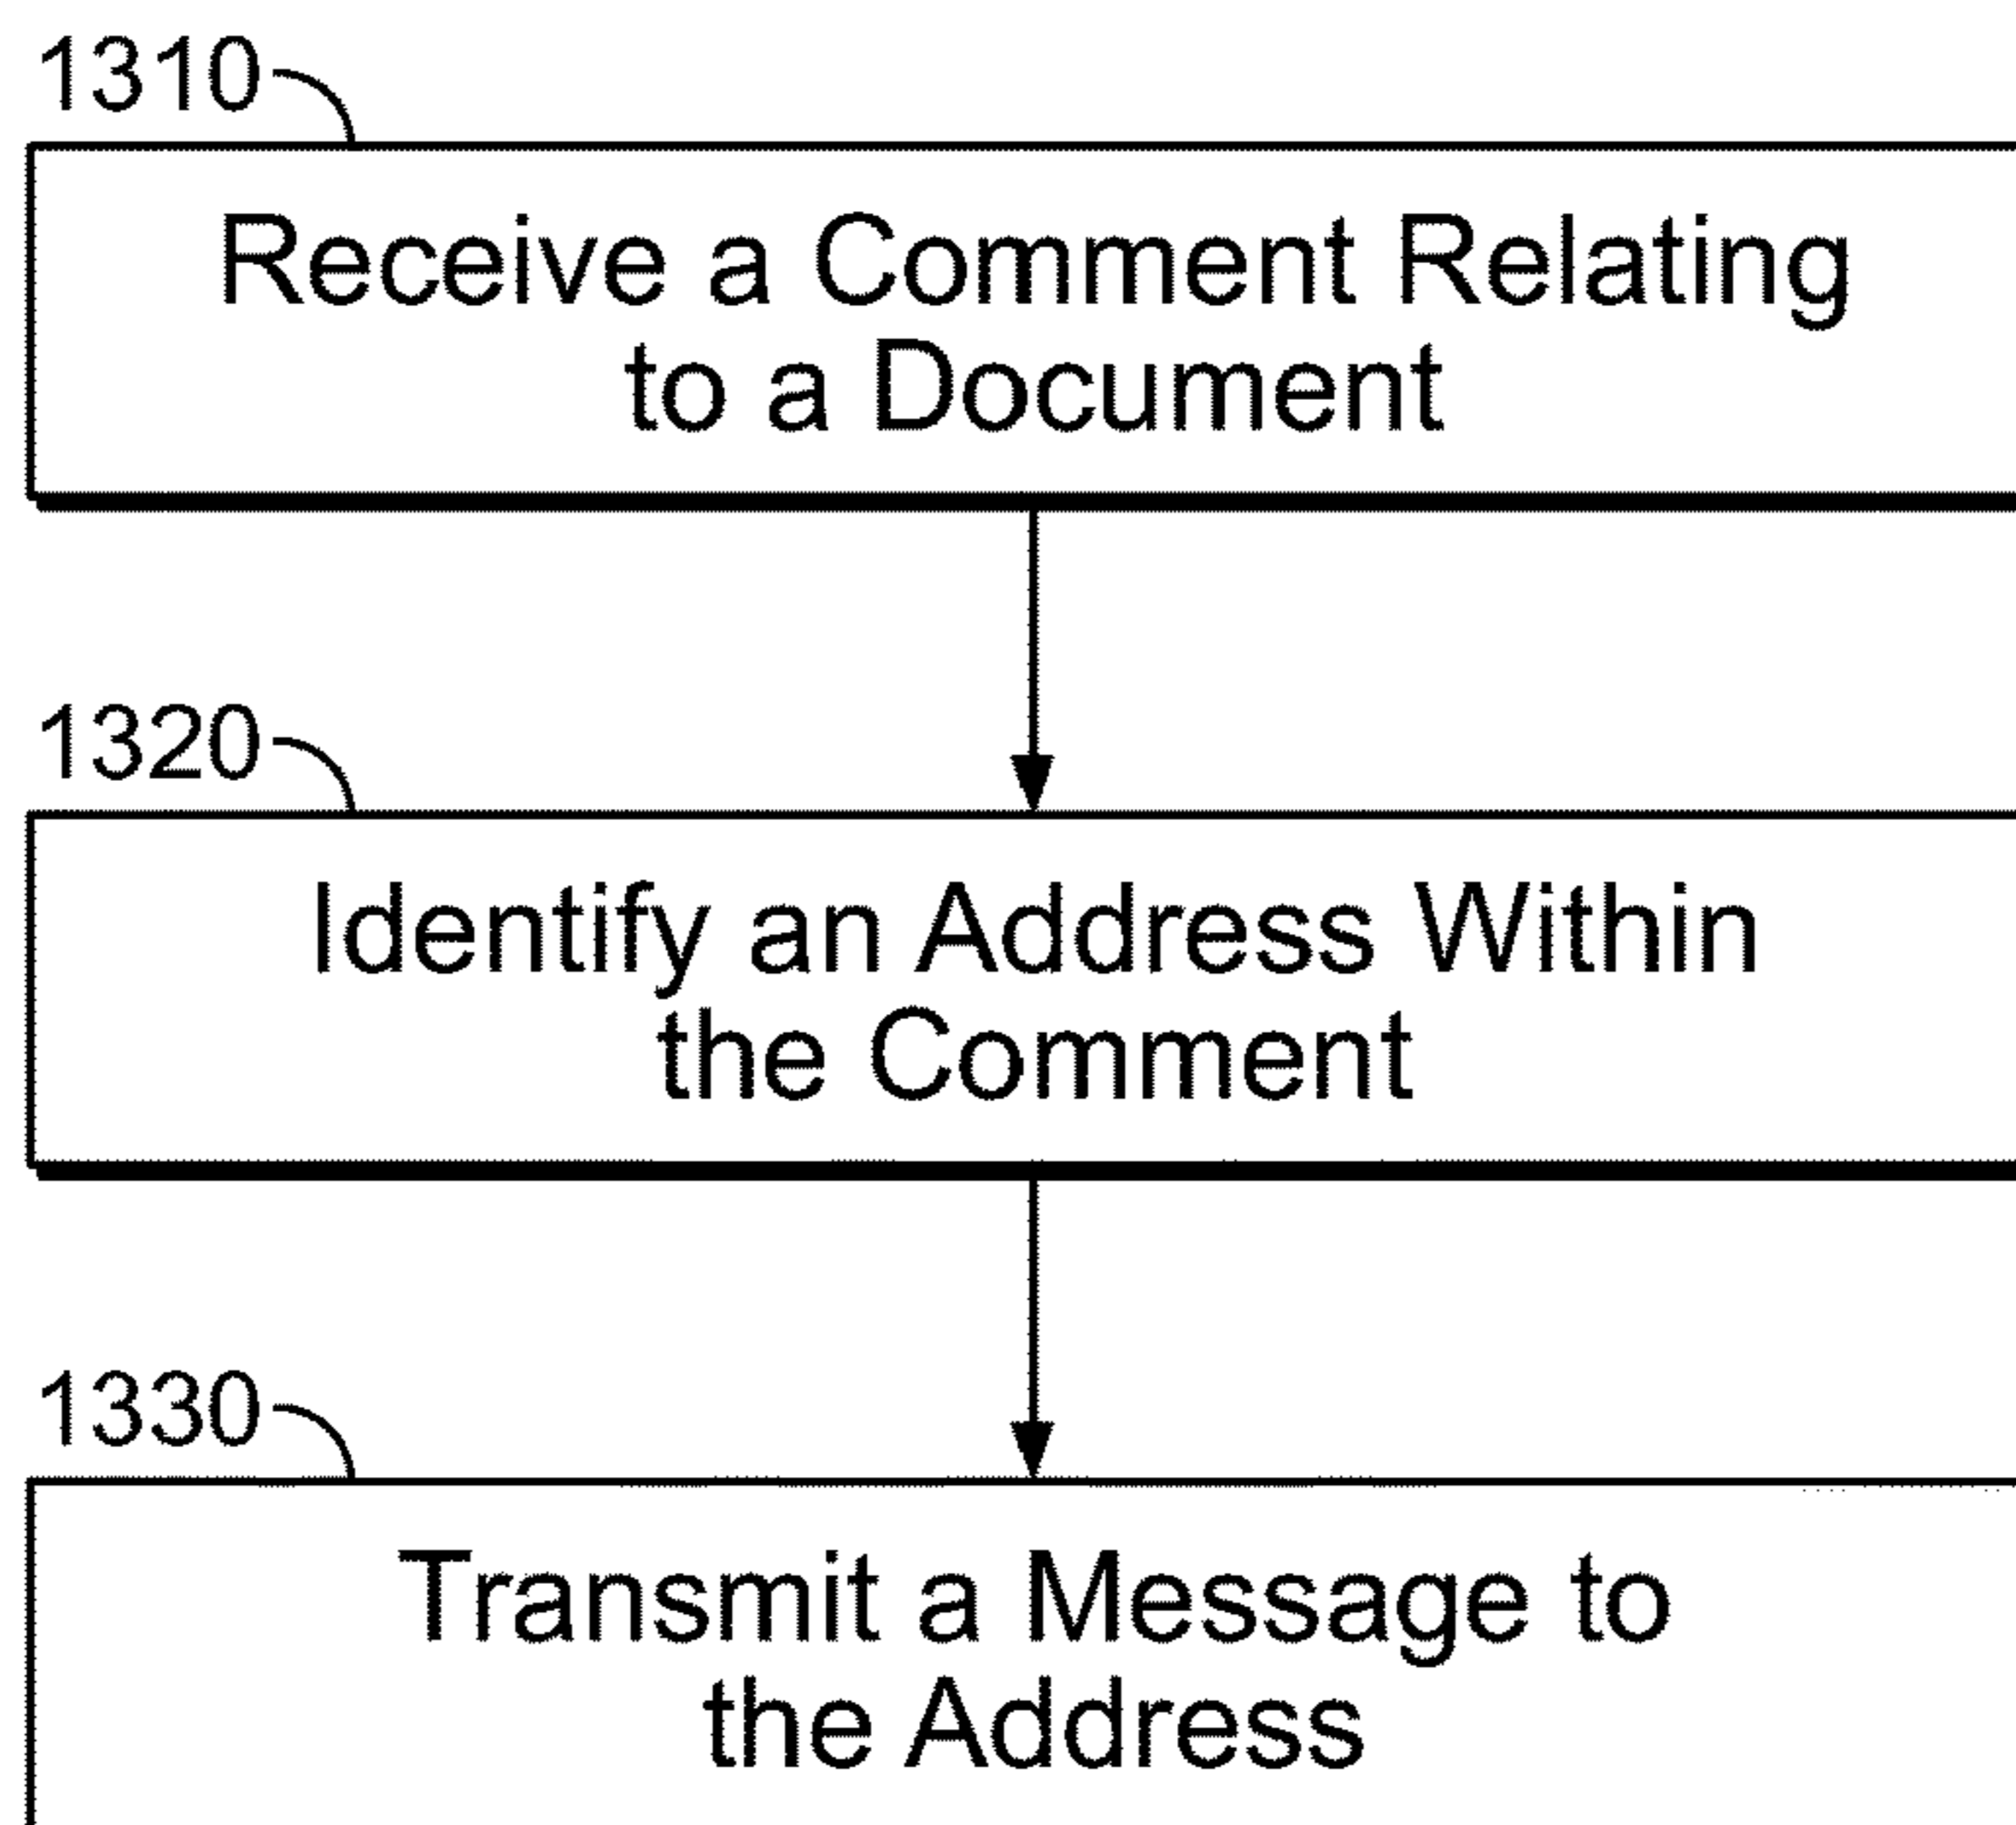 1310
Receive a Comment Relating
to a Document
1320
Identify an Address Within
the Comment
1330
Transmit a Message to
the Address